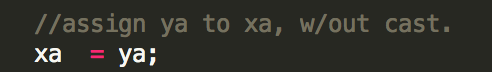 //assign ya to xa, w/out cast.
xa  = ya;